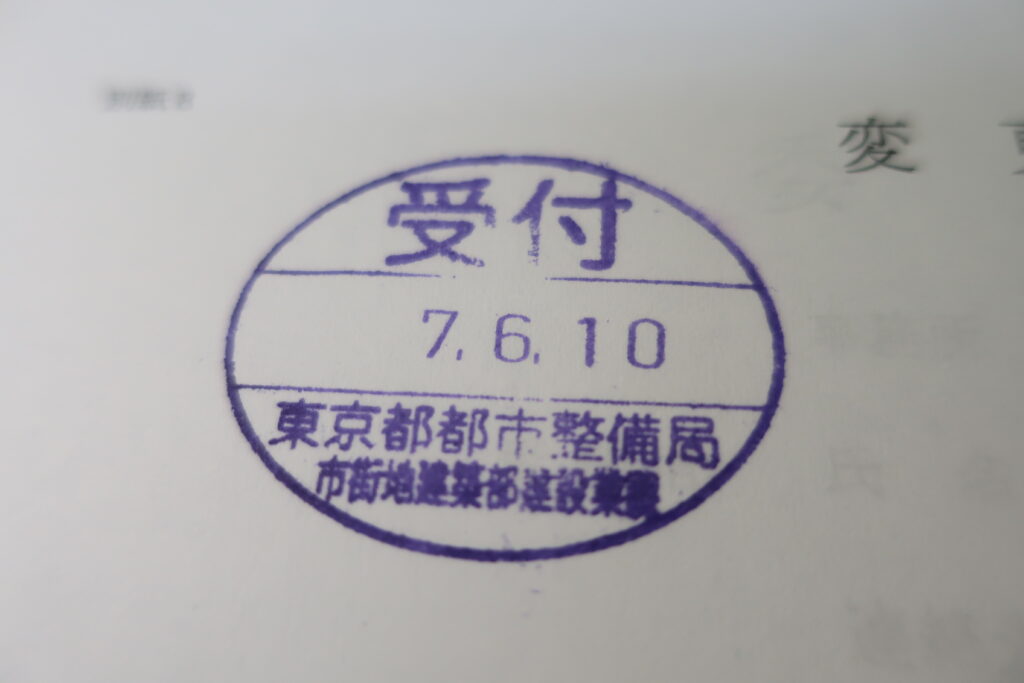 変
受付
7.6.10
東京都都市整備局
市街地建築部建設業課